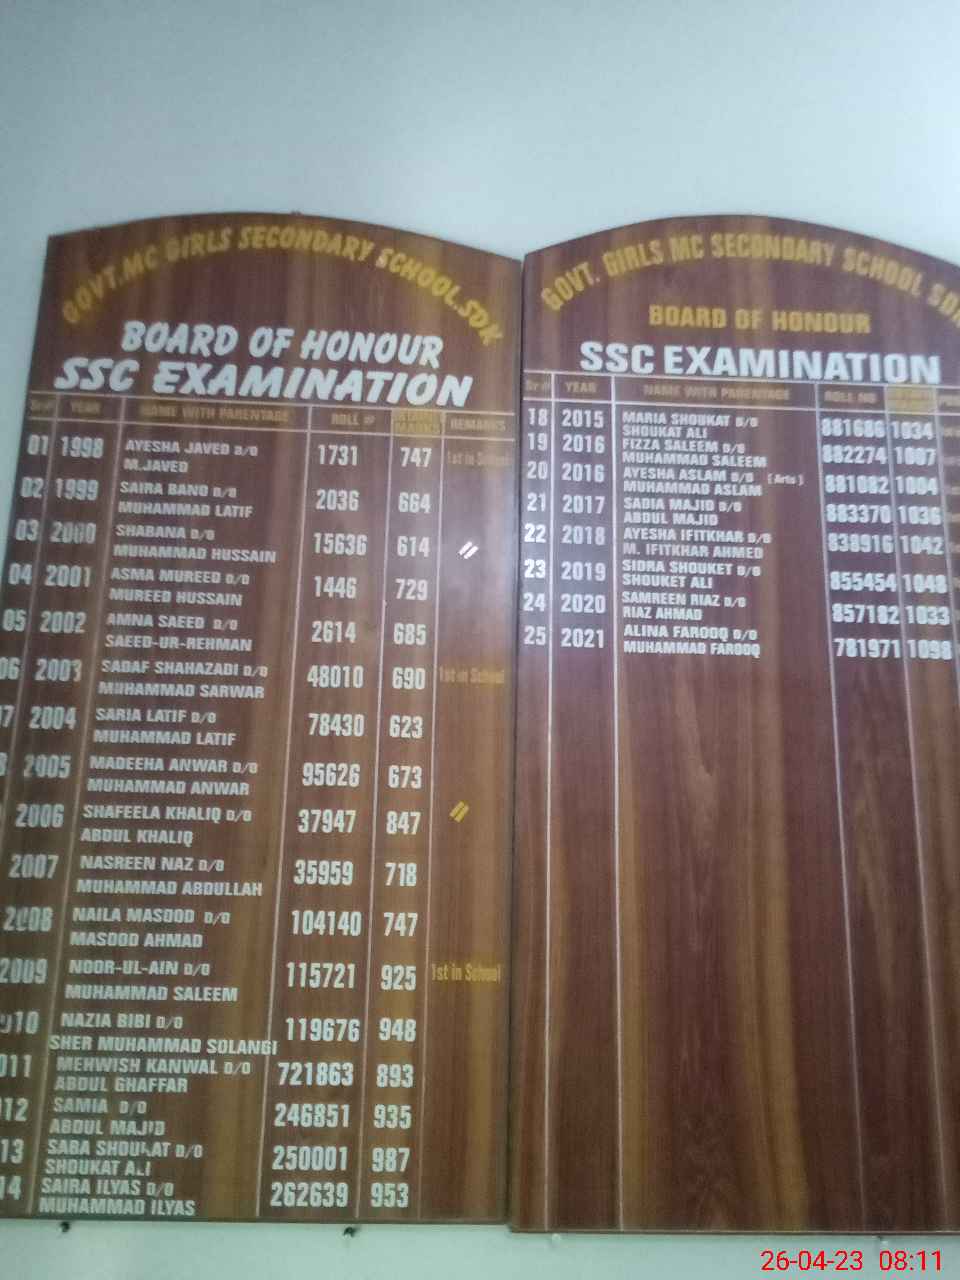 GOVT.MC GIRLS SECONDARY SCHOOL.SDK
BOARD OF HONOUR
SSC EXAMINATION
Sr# YEAR NAME WITH PARENTAGE ROLL # MARKS REMARKS
01 1998 AYESHA JAVED D/O 1731 747 1st in School
M.JAVED
02 1999 SAIRA BANO D/O 2036 664
MUHAMMAD LATIF
03 2000 SHABANA D/O 15636 614 "
MUHAMMAD HUSSAIN
04 2001 ASMA MUREED D/O 1446 729
MUREED HUSSAIN
05 2002 AMNA SAEED D/O 2614 685
SAEED-UR-REHMAN
06 2003 SADAF SHAHAZADI D/O 48010 690 1st in School
MUHAMMAD SARWAR
7 2004 SARIA LATIF D/O 78430 623
MUHAMMAD LATIF
2005 MADEEHA ANWAR D/O 95626 673
MUHAMMAD ANWAR
2006 SHAFEELA KHALIQ D/O 37947 847 "
ABDUL KHALIQ
2007 NASREEN NAZ D/O 35959 718
MUHAMMAD ABDULLAH
2008 NAILA MASOOD D/O 104140 747
MASOOD AHMAD
2009 NOOR-UL-AIN D/O 115721 925 1st in School
MUHAMMAD SALEEM
010 NAZIA BIBI D/O 119676 948
SHER MUHAMMAD SOLANGI
011 MEHWISH KANWAL D/O 721863 893
ABDUL GHAFFAR
12 SAMIA D/O 246851 935
ABDUL MAJID
13 SABA SHOUKAT D/O 250001 987
SHOUKAT ALI
14 SAIRA ILYAS D/O 262639 953
MUHAMMAD ILYAS
GOVT. GIRLS MC SECONDARY SCHOOL SDK
BOARD OF HONOUR
SSC EXAMINATION
Sr# YEAR NAME WITH PARENTAGE ROLL NO
18 2015 MARIA SHOUKAT D/O 881686 1034
SHOUKAT ALI
19 2016 FIZZA SALEEM D/O 882274 1007
MUHAMMAD SALEEM
20 2016 AYESHA ASLAM D/O [Arts] 881082 1004
MUHAMMAD ASLAM
21 2017 SADIA MAJID D/O 883370 1036
ABDUL MAJID
22 2018 AYESHA IFITKHAR D/O 838916 1042
M. IFITKHAR AHMED
23 2019 SIDRA SHOUKET D/O 855454 1048
SHOUKET ALI
24 2020 SAMREEN RIAZ D/O 857182 1033
RIAZ AHMAD
25 2021 ALINA FAROOQ D/O 781971 1098
MUHAMMAD FAROOQ
26-04-23 08:11